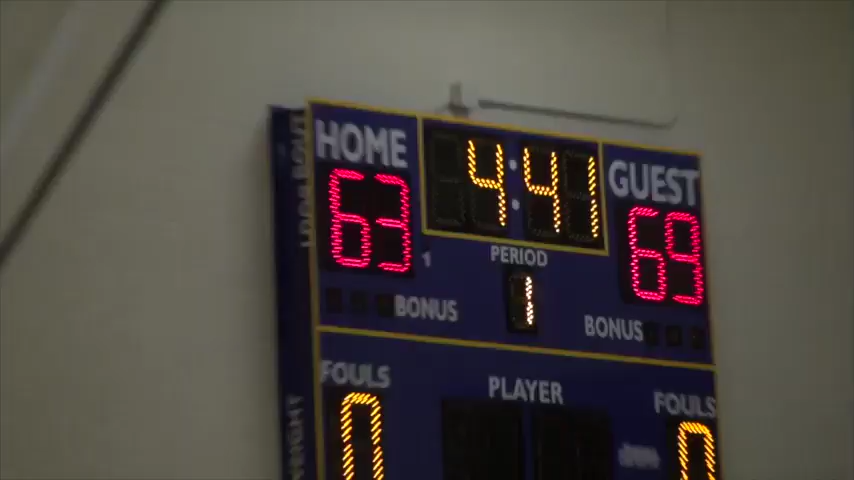 HOME
4:41
GUEST
63
69
PERIOD
1
BONUS
BONUS
FOULS
PLAYER
FOULS
0
0